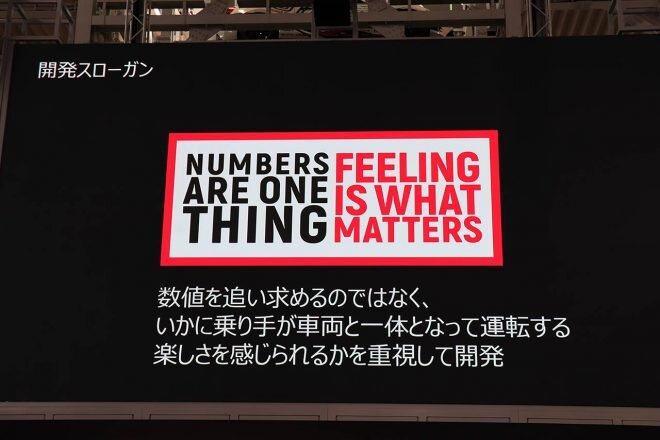 開発スローガン
NUMBERS
ARE ONE
THING
FEELING
IS WHAT
MATTERS
数値を追い求めるのではなく、
いかに乗り手が車両と一体となって運転する
楽しさを感じられるかを重視して開発